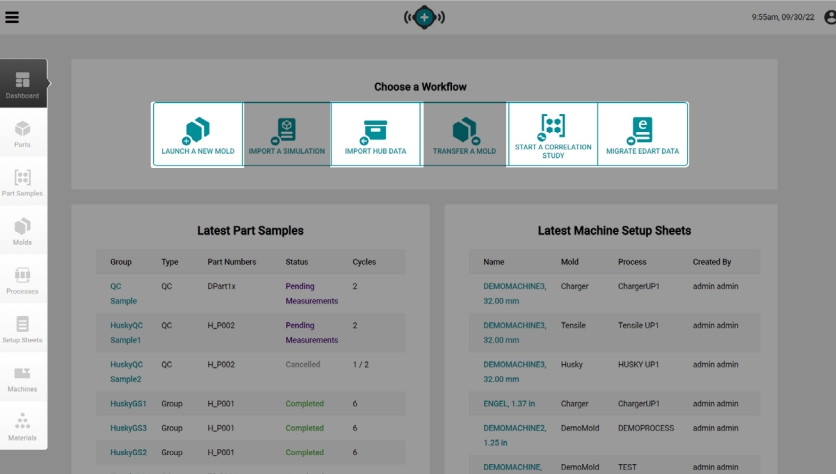 9:55am, 09/30/22
Dashboard
Parts
Part Samples
Molds
Processes
Setup Sheets
Machines
Materials
Choose a Workflow
LAUNCH A NEW MOLD
IMPORT A SIMULATION
IMPORT HUB DATA
TRANSFER A MOLD
START A CORRELATION
STUDY
MIGRATE EDART DATA
Latest Part Samples
Group Type Part Numbers Status Cycles
QC QC DPart1x Pending 2
Sample Measurements
HuskyQC QC H_P002 Pending 2
Sample1 Measurements
HuskyQC QC H_P002 Cancelled 1 / 2
Sample2
HuskyGS1 Group H_P001 Completed 6
HuskyGS3 Group H_P001 Completed 6
HuskyGS2 Group H_P001 Completed 6
Latest Machine Setup Sheets
Name Mold Process Created By
DEMOMACHINE3, Charger ChargerUP1 admin admin
32.00 mm
DEMOMACHINE3, Tensile Tensile UP1 admin admin
32.00 mm
DEMOMACHINE3, Husky HUSKY UP1 admin admin
32.00 mm
ENGEL, 1.37 in Charger ChargerUP1 admin admin
DEMOMACHINE2, DemoMold DEMOPROCESS admin admin
1.25 in
DEMOMACHINE, DemoMold TEST admin admin